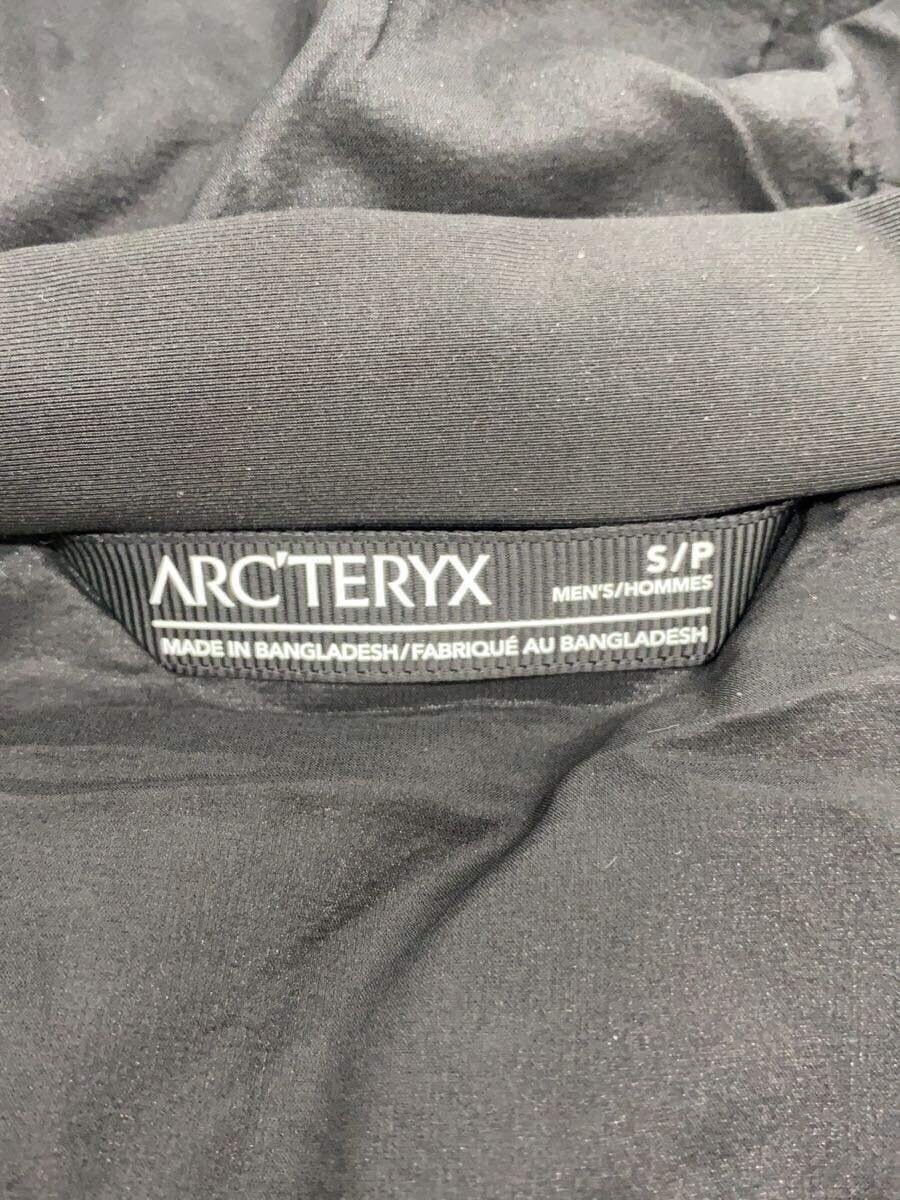 ARC'TERYX
S/P
MEN'S/HOMMES
MADE IN BANGLADESH/FABRIQUÉ AU BANGLADESH